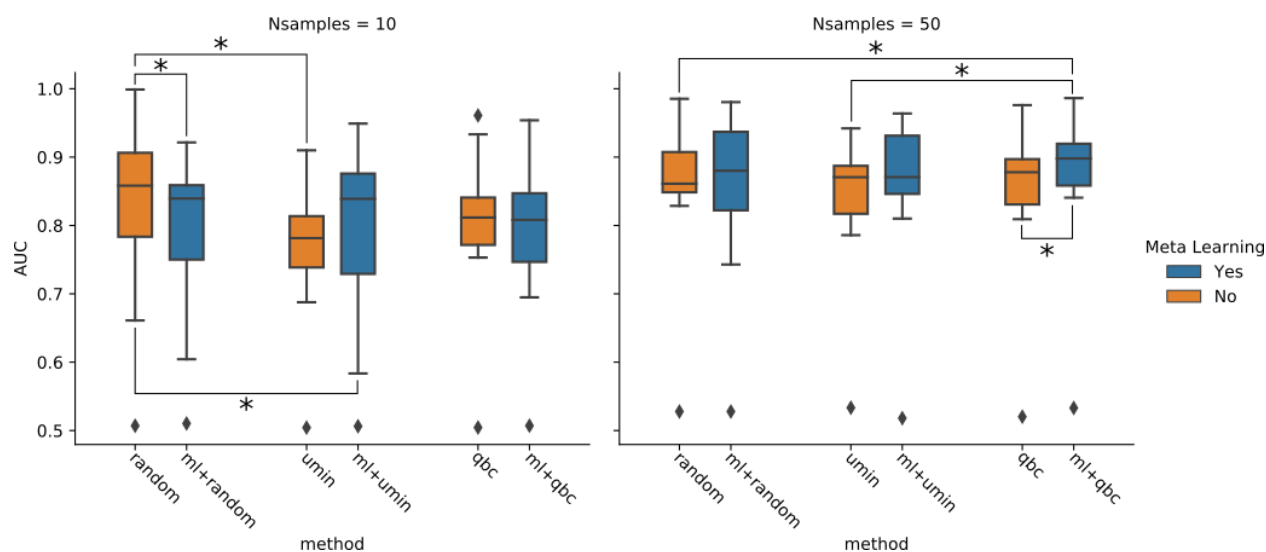 Nsamples = 10
Nsamples = 50
*
*
*
*
*
*
AUC
1.0
0.9
0.8
0.7
0.6
0.5
random
ml+random
umin
ml+umin
qbc
ml+qbc
method
random
ml+random
umin
ml+umin
qbc
ml+qbc
method
Meta Learning
Yes
No